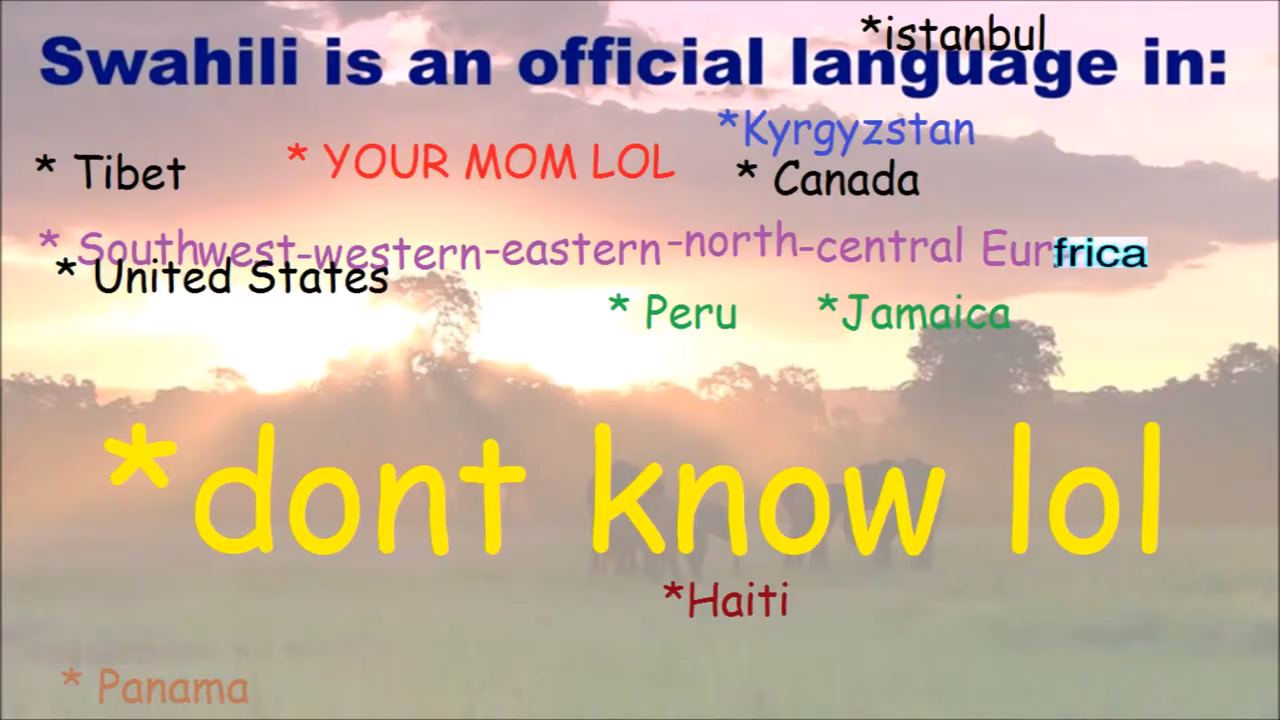 *istanbul
Swahili is an official language in:
*Kyrgyzstan
* Tibet
* YOUR MOM LOL
* Canada
* Southwest-western-eastern-north-central Eurfrica
* United States
* Peru
*Jamaica
*dont know lol
*Haiti
* Panama